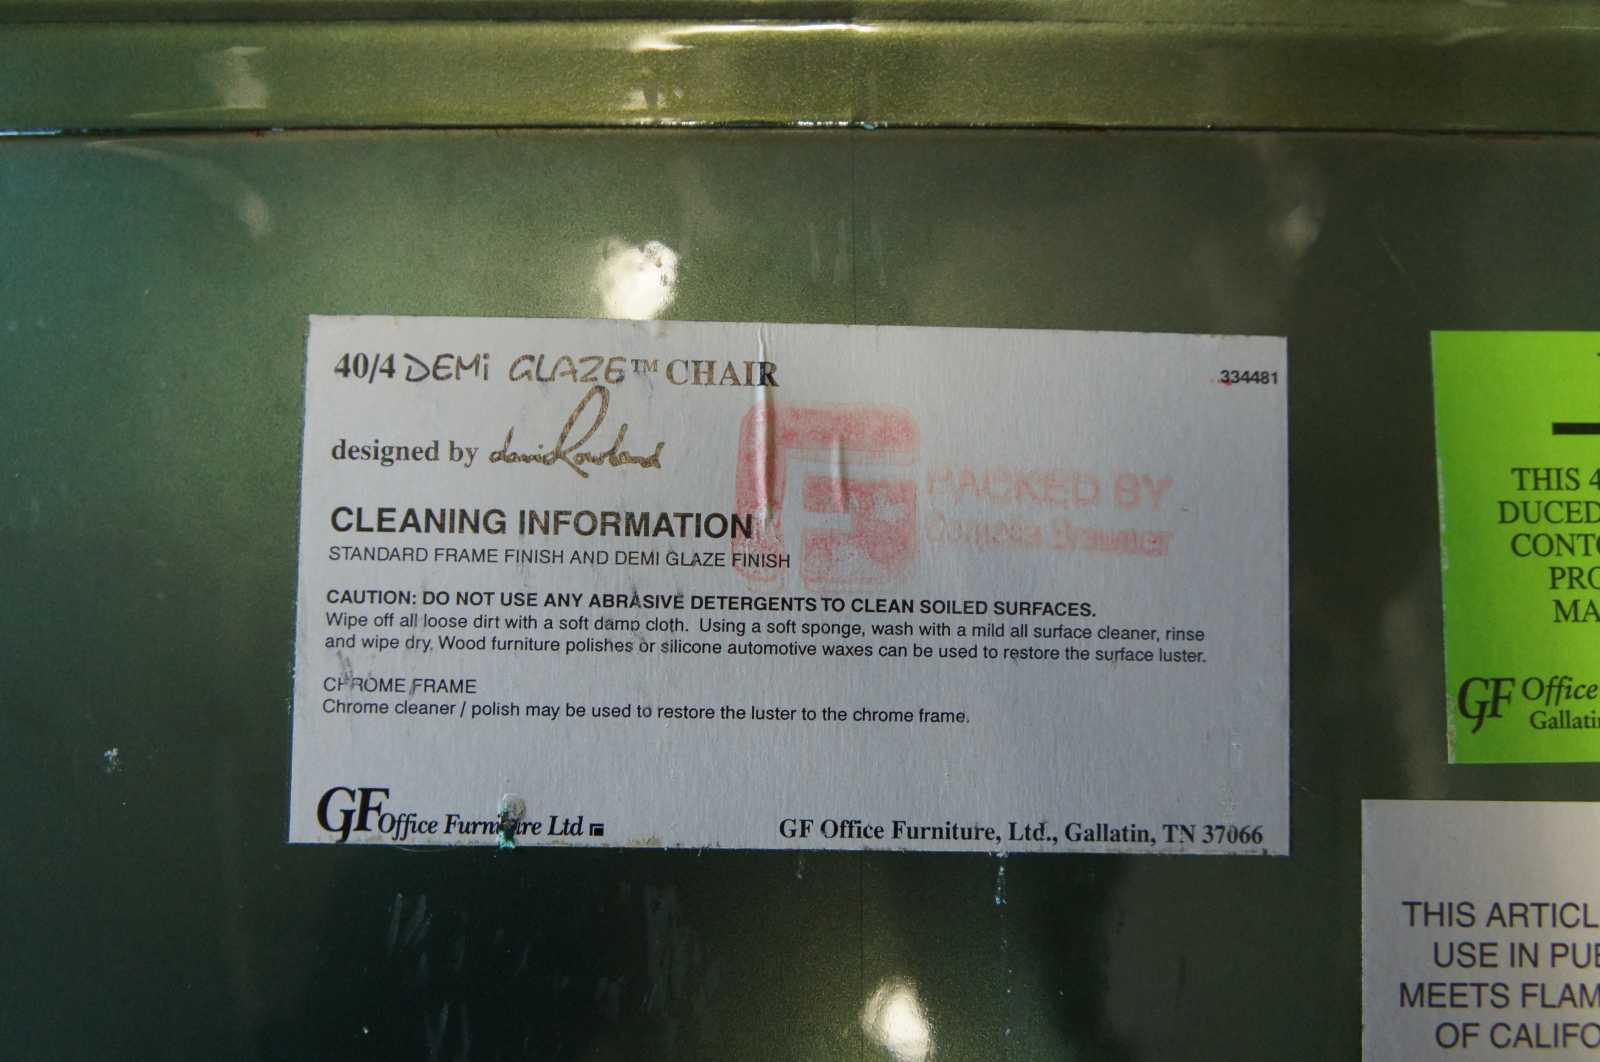 40/4 DEMi GLAZE™ CHAIR
334481
designed by david Rowland
PACKED BY
CLEANING INFORMATION
STANDARD FRAME FINISH AND DEMI GLAZE FINISH
CAUTION: DO NOT USE ANY ABRASIVE DETERGENTS TO CLEAN SOILED SURFACES.
Wipe off all loose dirt with a soft damp cloth. Using a soft sponge, wash with a mild all surface cleaner, rinse
and wipe dry. Wood furniture polishes or silicone automotive waxes can be used to restore the surface luster.
CHROME FRAME
Chrome cleaner / polish may be used to restore the luster to the chrome frame.
GF Office Furniture Ltd
GF Office Furniture, Ltd., Gallatin, TN 37066
THIS 4
DUCED
CONTO
PRO
MA
GF Office
Gallatin
THIS ARTICL
USE IN PUB
MEETS FLAM
OF CALIFO